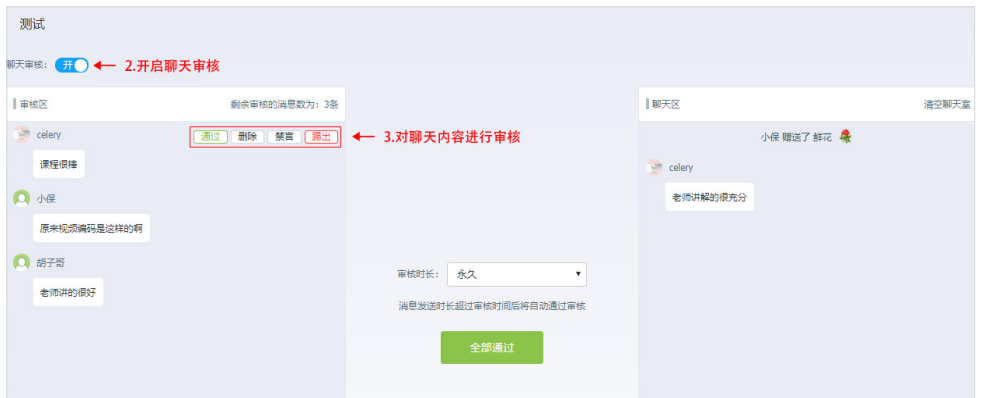 测试
聊天审核: 开 2.开启聊天审核
审核区 剩余审核的消息数为: 3条
celery 通过 删除 禁言 踢出 3.对聊天内容进行审核
课程很棒
小保
原来视频编码是这样的啊
胡子哥
老师讲的很好
审核时长: 永久
消息发送时长超过审核时间后将自动通过审核
全部通过
聊天区 清空聊天室
小保 赠送了 鲜花
celery
老师讲解的很充分